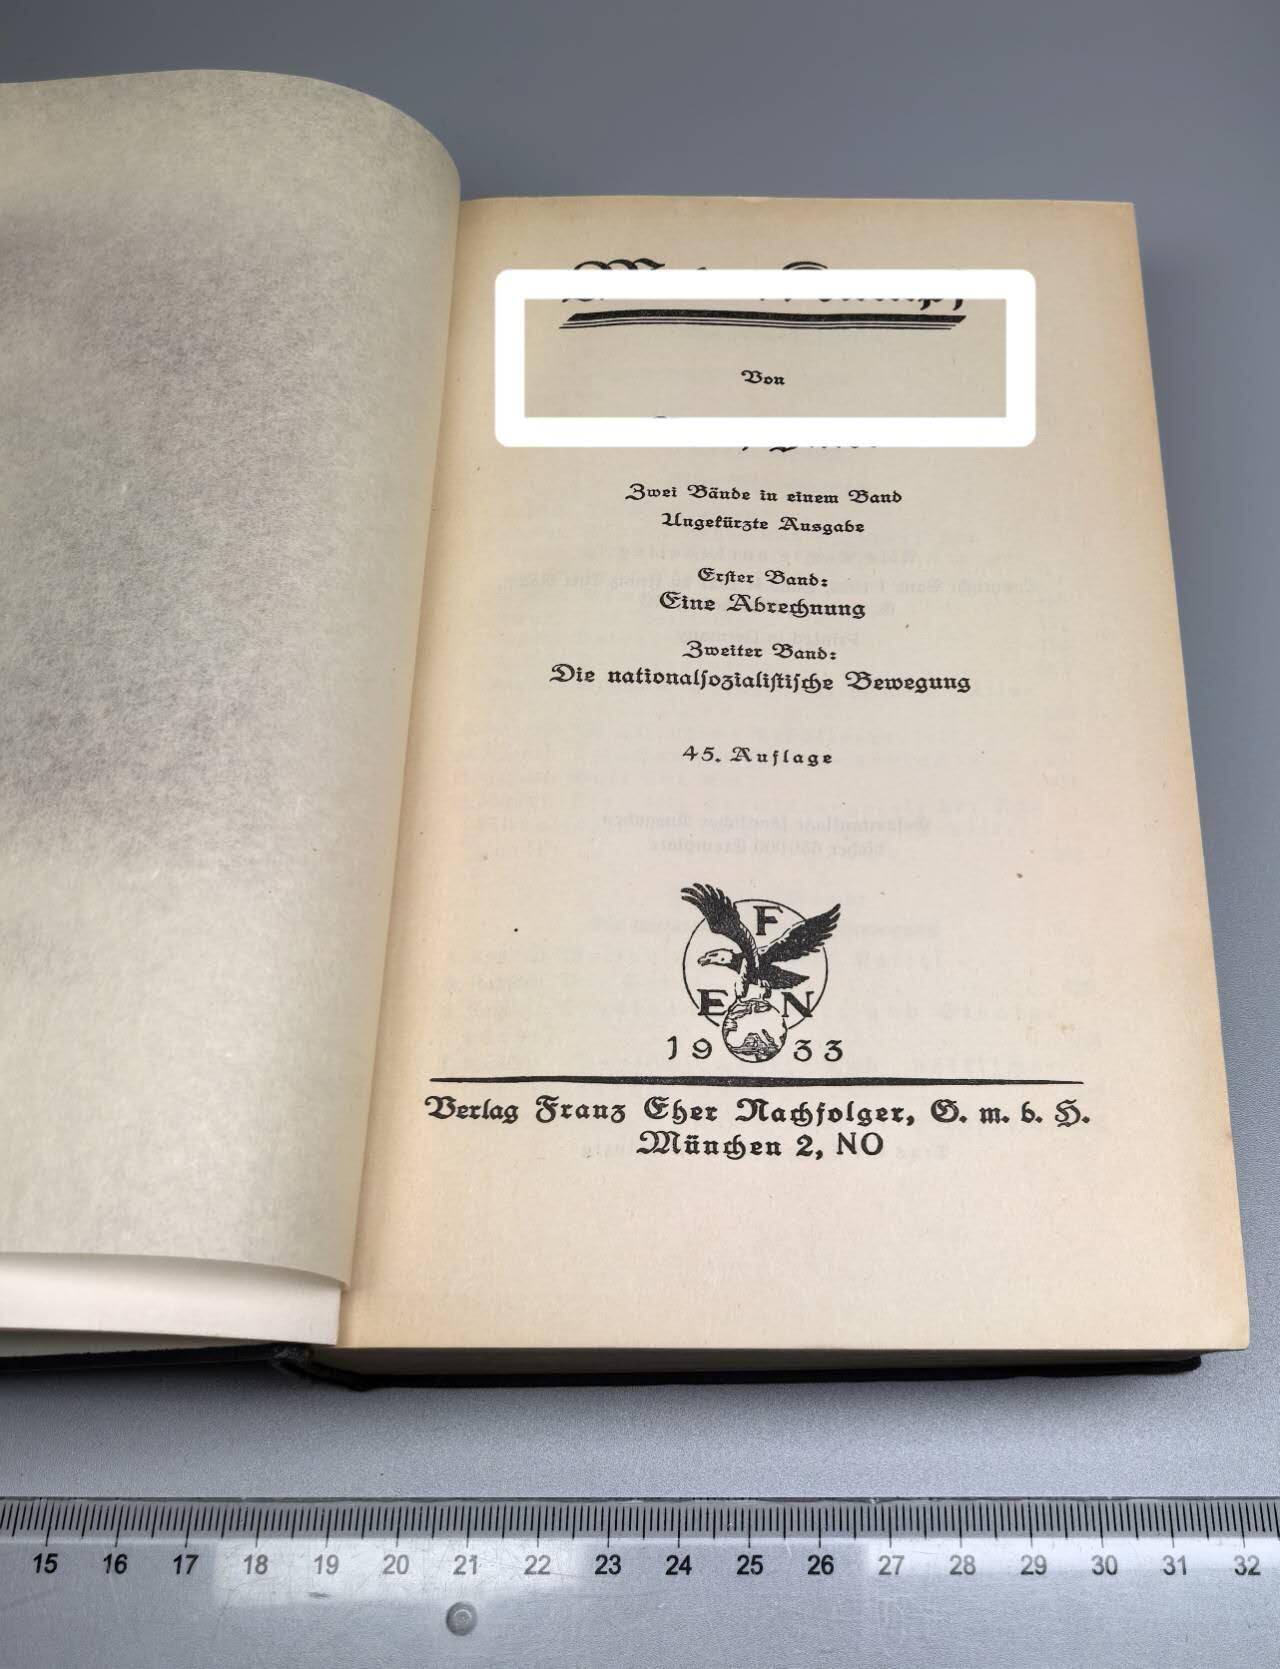 Von
Zwei Bände in einem Band
Ungekürzte Ausgabe
Erster Band:
Eine Abrechnung
Zweiter Band:
Die nationalsozialistische Bewegung
45. Auflage
F
E N
19 33
Verlag Franz Eher Nachfolger, G. m. b. H.
München 2, NO
15 16 17 18 19 20 21 22 23 24 25 26 27 28 29 30 31 32